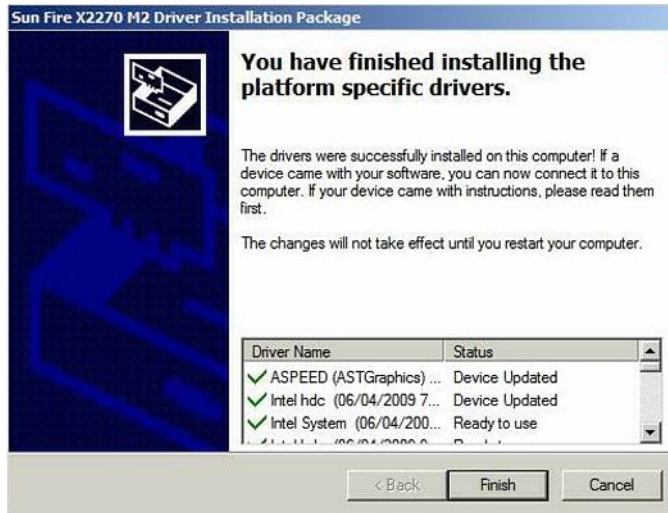 Sun Fire X2270 M2 Driver Installation Package
You have finished installing the
platform specific drivers.
The drivers were successfully installed on this computer! If a
device came with your software, you can now connect it to this
computer. If your device came with instructions, please read them
first.
The changes will not take effect until you restart your computer.
Driver Name Status
ASPEED (ASTGraphics) ... Device Updated
Intel hdc (06/04/2009 7... Device Updated
Intel System (06/04/200... Ready to use
< Back Finish Cancel